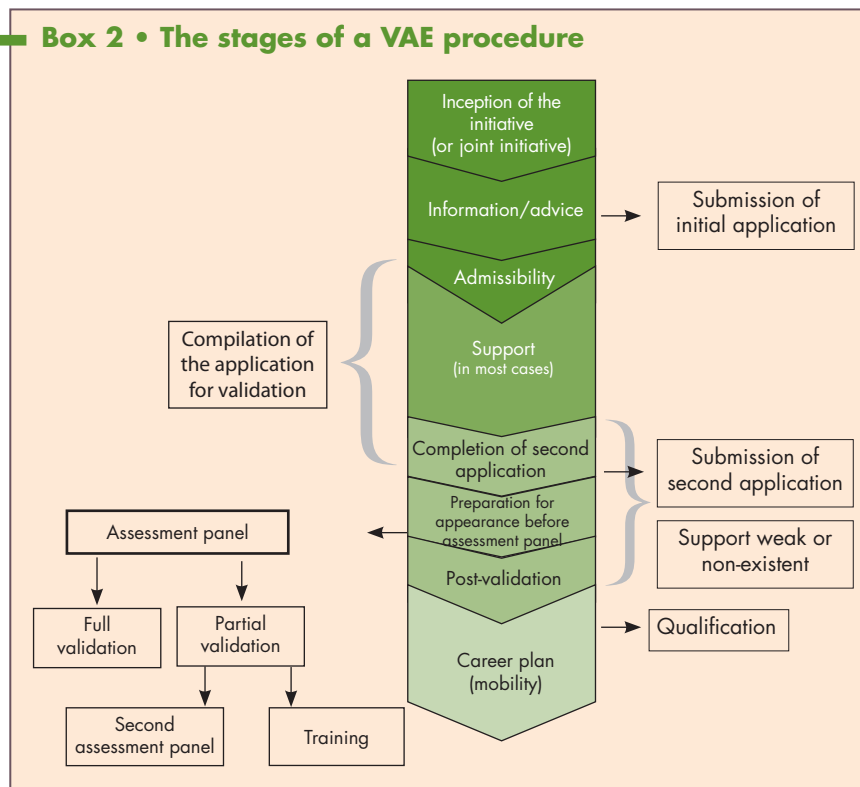 Box 2 • The stages of a VAE procedure
Inception of the
initiative
(or joint initiative)
Information/advice
Submission of
initial application
Admissibility
Compilation of
the application
for validation
Support
(in most cases)
Completion of second
application
Submission of
second application
Preparation for
appearance before
assessment panel
Support weak or
non-existent
Assessment panel
Post-validation
Full
validation
Partial
validation
Qualification
Career plan
(mobility)
Second
assessment panel
Training